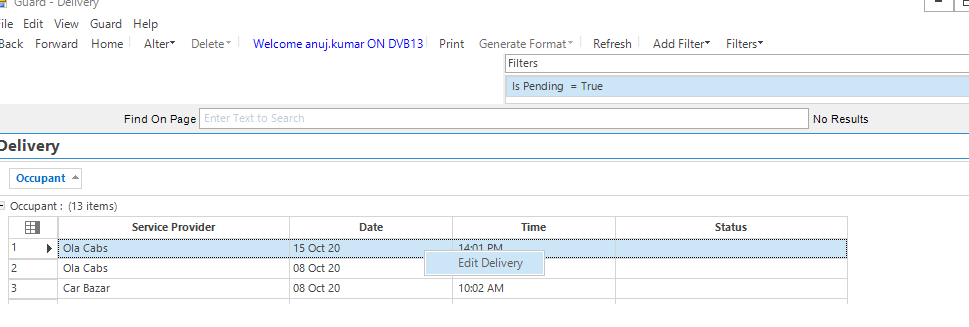 Guard - Delivery
File Edit View Guard Help
Back Forward Home Alter Delete Welcome anuj.kumar ON DVB13 Print Generate Format Refresh Add Filter Filters
Filters
Is Pending = True
Find On Page Enter Text to Search No Results
Delivery
Occupant
Occupant : (13 items)
Service Provider Date Time Status
1 Ola Cabs 15 Oct 20 14:01 PM
Edit Delivery
2 Ola Cabs 08 Oct 20
3 Car Bazar 08 Oct 20 10:02 AM